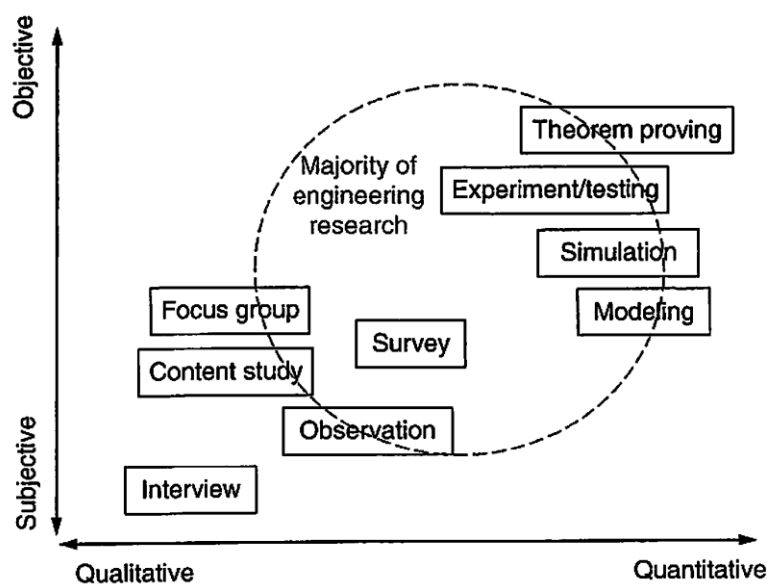 Objective
Theorem proving
Majority of
engineering
research
Experiment/testing
Simulation
Focus group
Modeling
Survey
Content study
Observation
Subjective
Interview
Qualitative
Quantitative